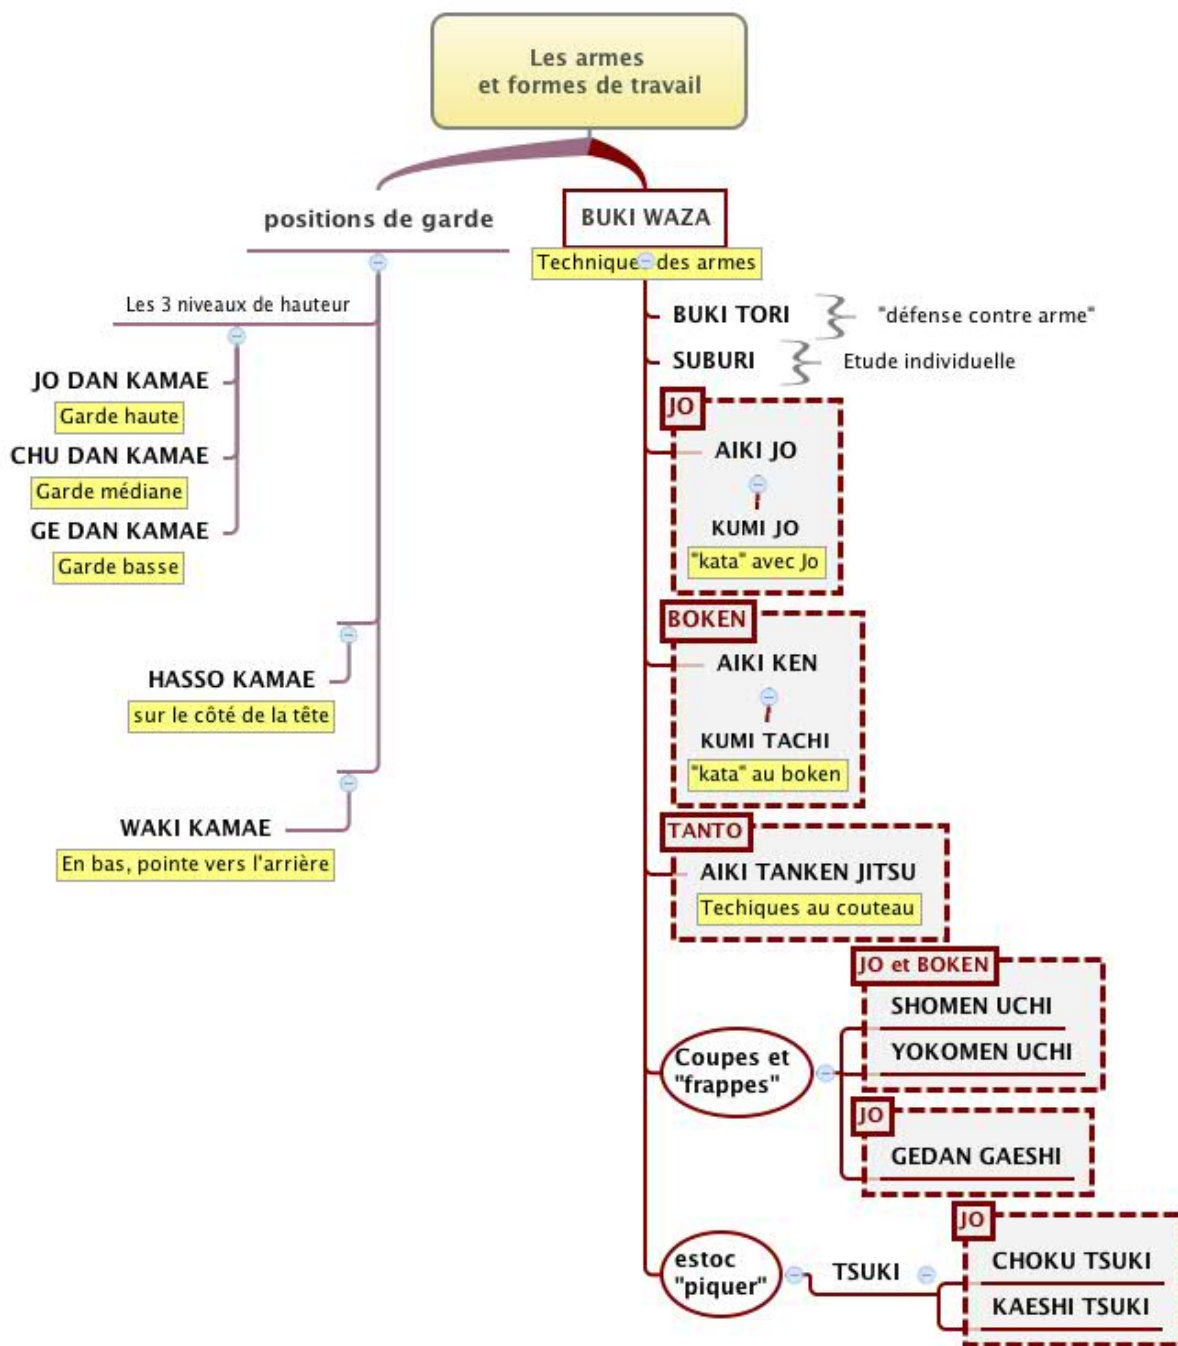 Les armes
et formes de travail
positions de garde
Les 3 niveaux de hauteur
JO DAN KAMAE
Garde haute
CHU DAN KAMAE
Garde médiane
GE DAN KAMAE
Garde basse
HASSO KAMAE
sur le côté de la tête
WAKI KAMAE
En bas, pointe vers l'arrière
BUKI WAZA
Techniques des armes
BUKI TORI
"défense contre arme"
SUBURI
Etude individuelle
JO
AIKI JO
KUMI JO
"kata" avec Jo
BOKEN
AIKI KEN
KUMI TACHI
"kata" au boken
TANTO
AIKI TANKEN JITSU
Techiques au couteau
Coupes et
"frappes"
JO et BOKEN
SHOMEN UCHI
YOKOMEN UCHI
JO
GEDAN GAESHI
estoc
"piquer"
TSUKI
JO
CHOKU TSUKI
KAESHI TSUKI